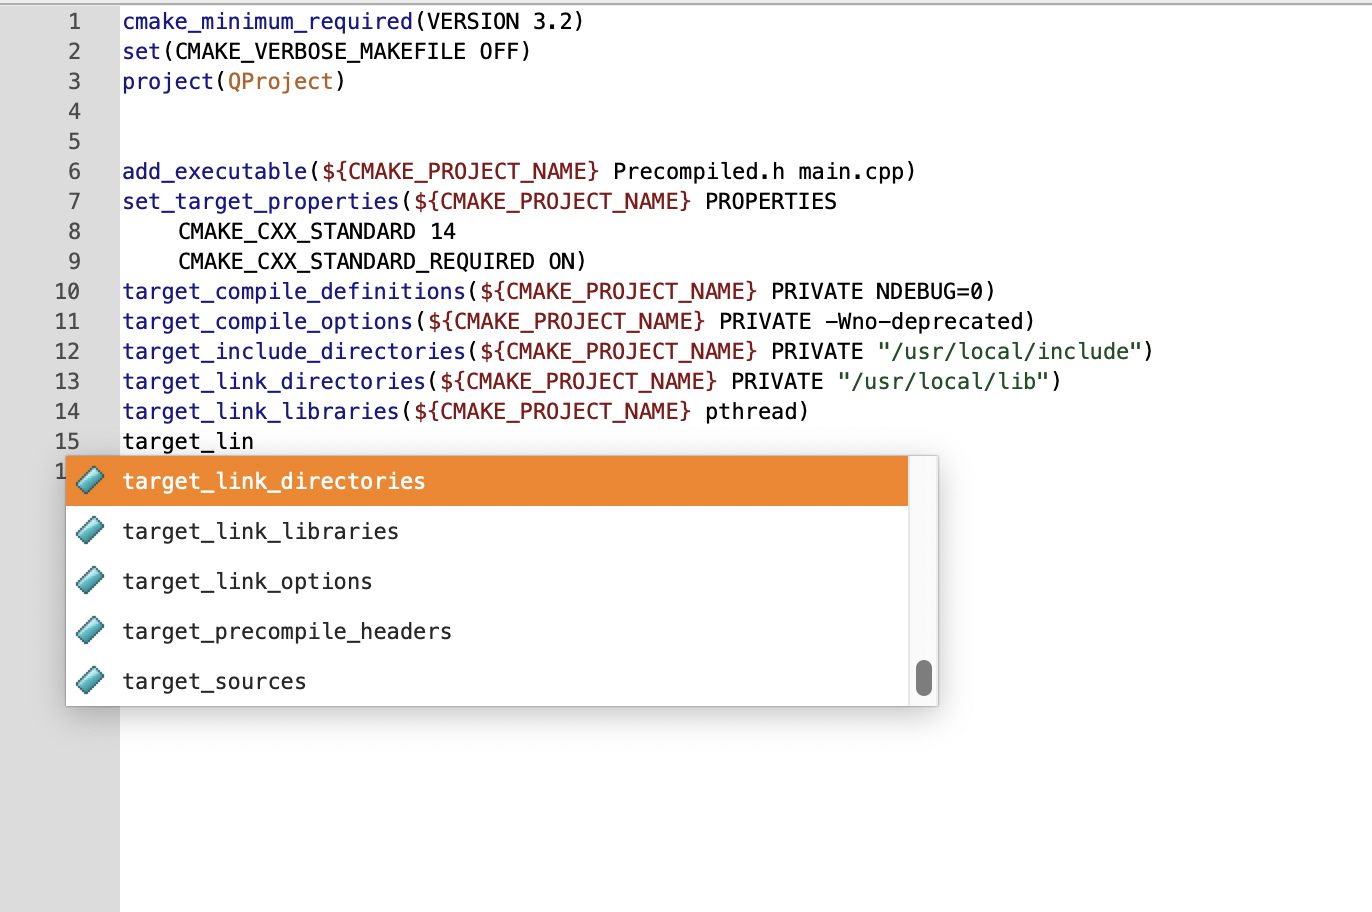 1 cmake_minimum_required(VERSION 3.2)
2 set(CMAKE_VERBOSE_MAKEFILE OFF)
3 project(QProject)
4
5
6 add_executable(${CMAKE_PROJECT_NAME} Precompiled.h main.cpp)
7 set_target_properties(${CMAKE_PROJECT_NAME} PROPERTIES
8 CMAKE_CXX_STANDARD 14
9 CMAKE_CXX_STANDARD_REQUIRED ON)
10 target_compile_definitions(${CMAKE_PROJECT_NAME} PRIVATE NDEBUG=0)
11 target_compile_options(${CMAKE_PROJECT_NAME} PRIVATE -Wno-deprecated)
12 target_include_directories(${CMAKE_PROJECT_NAME} PRIVATE "/usr/local/include")
13 target_link_directories(${CMAKE_PROJECT_NAME} PRIVATE "/usr/local/lib")
14 target_link_libraries(${CMAKE_PROJECT_NAME} pthread)
15 target_lin
1
target_link_directories
target_link_libraries
target_link_options
target_precompile_headers
target_sources